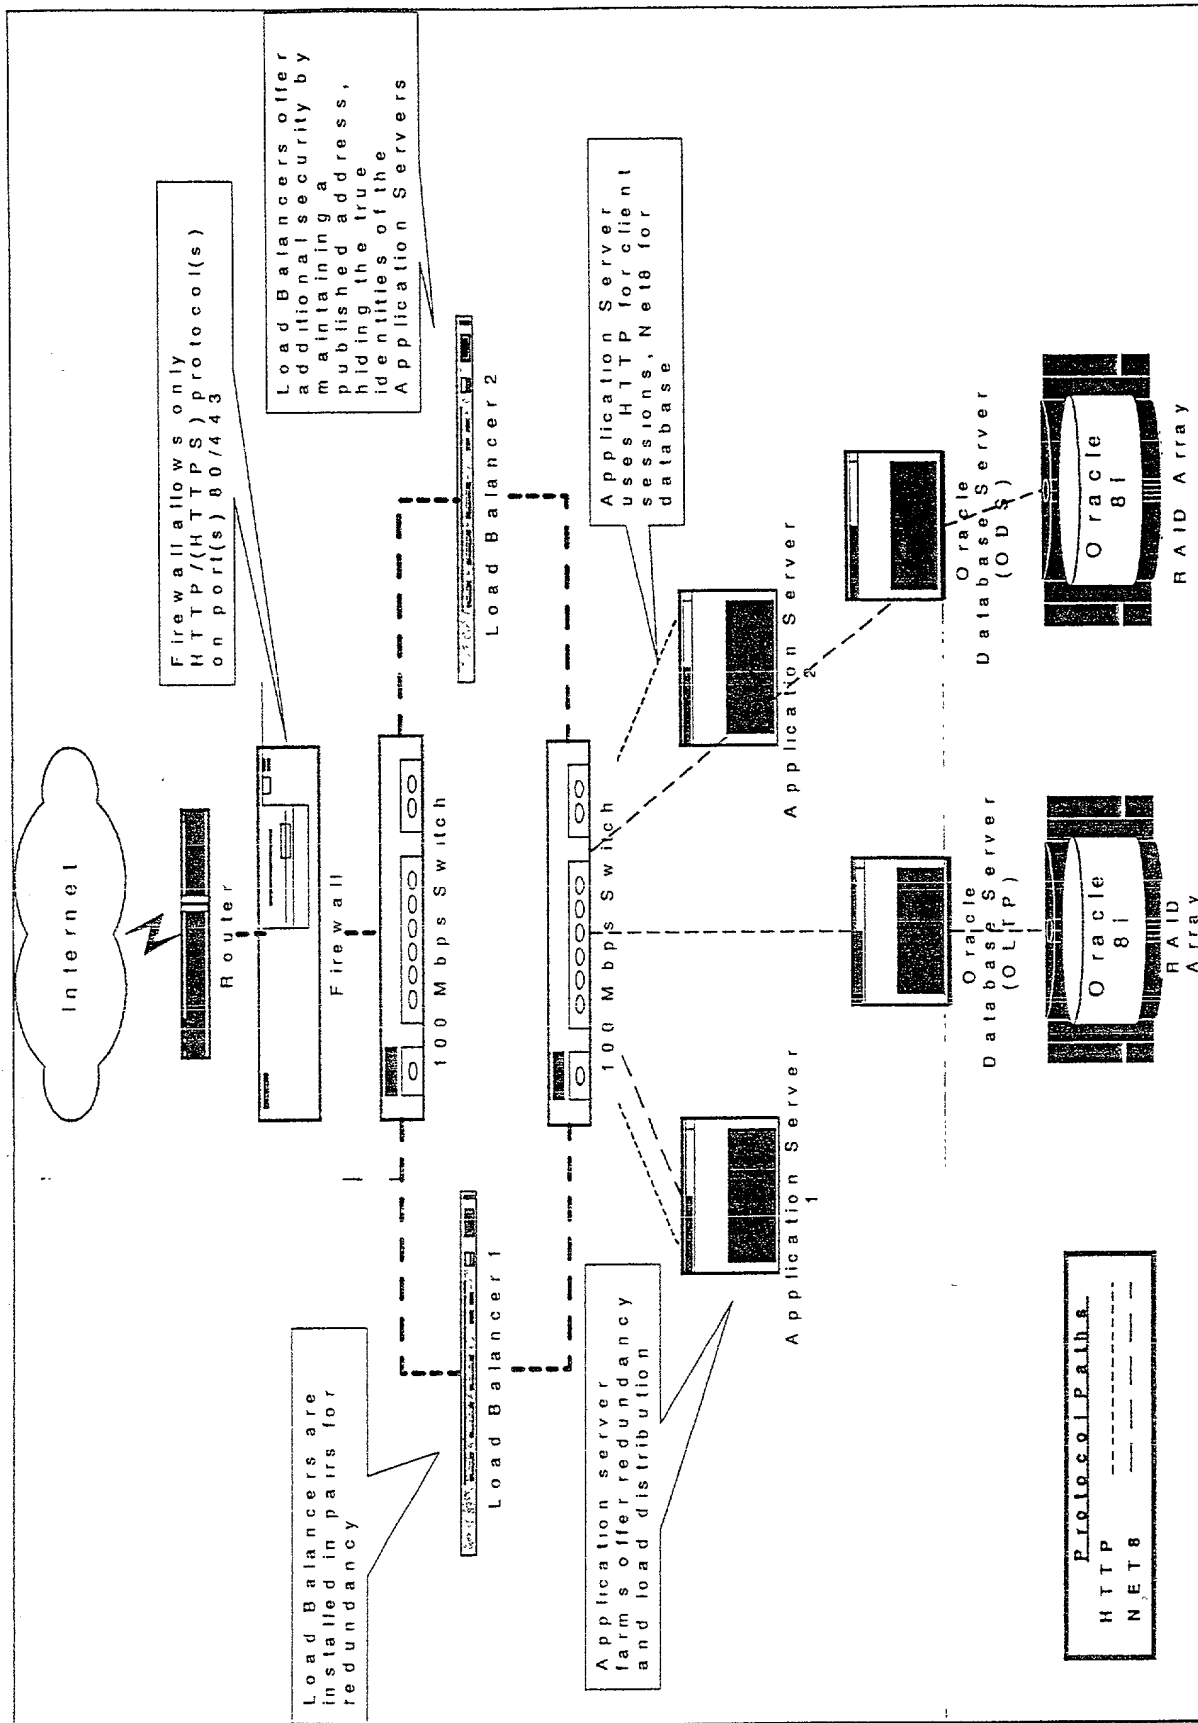 Internet
Router
Firewall
Firewall allows only
HTTP/(HTTPS) protocol(s)
on port(s) 80/443
Load Balancers offer
additional security by
maintaining a
published address,
hiding the true
identities of the
Application Servers
100 Mbps Switch
Load Balancers are
installed in pairs for
redundancy
Load Balancer 1
Load Balancer 2
100 Mbps Switch
Application server
farms offer redundancy
and load distribution
Application Server
uses HTTP for client
sessions, Net8 for
database
Application Server
1
Application Server
2
Oracle
Database Server
(OLTP)
Oracle
Database Server
(ODS)
Oracle
8i
RAID
Array
Oracle
8i
RAID Array
Protocol Paths
HTTP
NET8